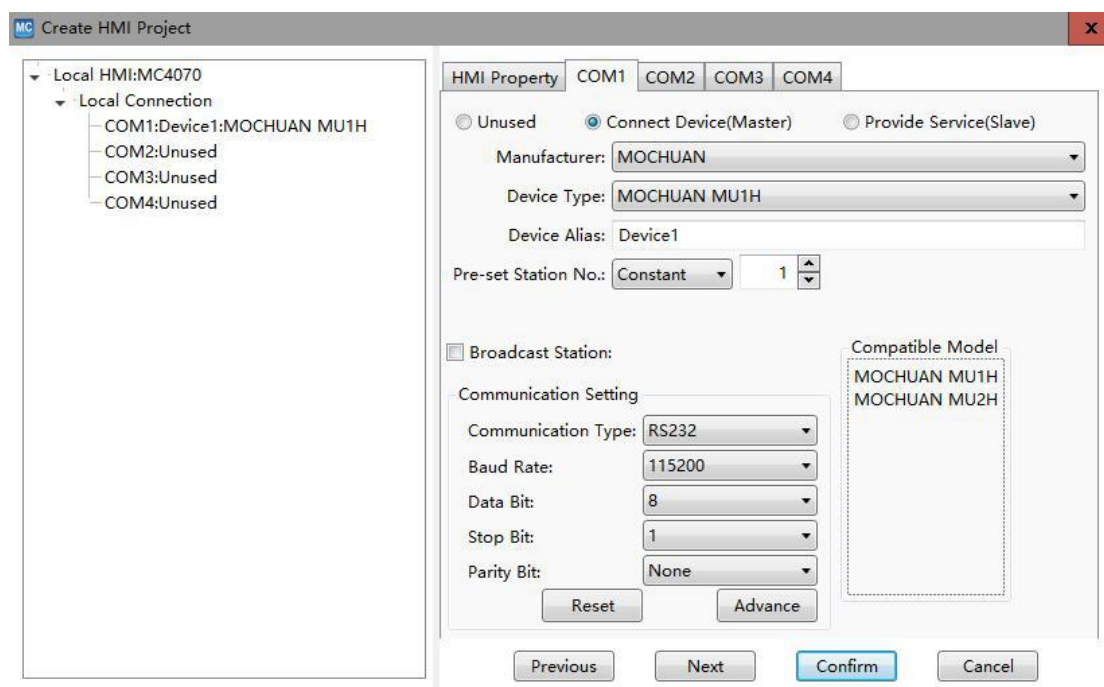 MC Create HMI Project
x
Local HMI:MC4070
Local Connection
COM1:Device1:MOCHUAN MU1H
COM2:Unused
COM3:Unused
COM4:Unused
HMI Property COM1 COM2 COM3 COM4
Unused Connect Device(Master) Provide Service(Slave)
Manufacturer: MOCHUAN
Device Type: MOCHUAN MU1H
Device Alias: Device1
Pre-set Station No.: Constant 1
Broadcast Station:
Communication Setting
Communication Type: RS232
Baud Rate: 115200
Data Bit: 8
Stop Bit: 1
Parity Bit: None
Reset Advance
Compatible Model
MOCHUAN MU1H
MOCHUAN MU2H
Previous Next Confirm Cancel